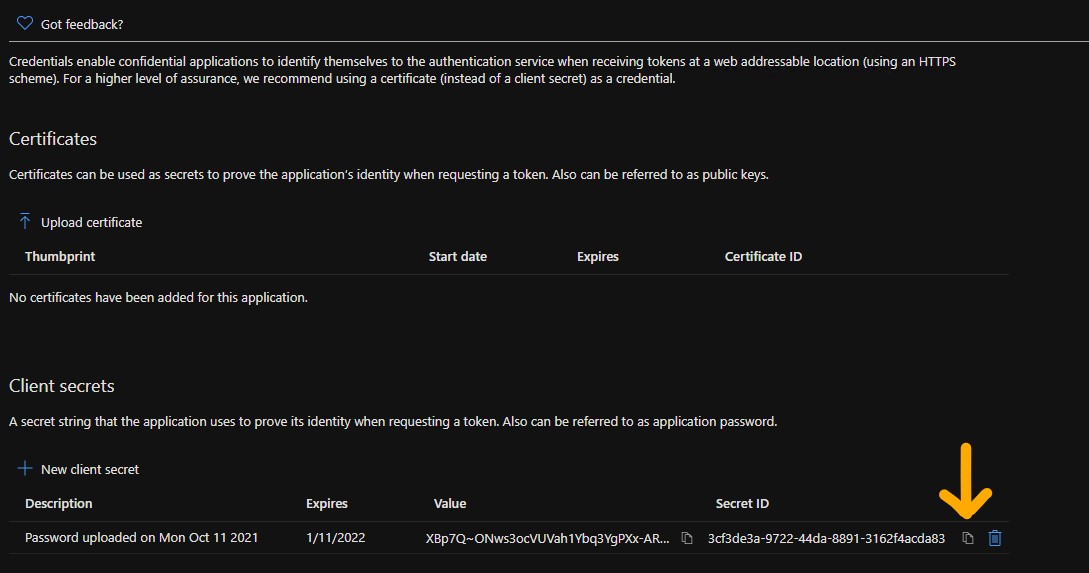 Got feedback?
Credentials enable confidential applications to identify themselves to the authentication service when receiving tokens at a web addressable location (using an HTTPS
scheme). For a higher level of assurance, we recommend using a certificate (instead of a client secret) as a credential.
Certificates
Certificates can be used as secrets to prove the application's identity when requesting a token. Also can be referred to as public keys.
Upload certificate
Thumbprint Start date Expires Certificate ID
No certificates have been added for this application.
Client secrets
A secret string that the application uses to prove its identity when requesting a token. Also can be referred to as application password.
New client secret
Description Expires Value Secret ID
Password uploaded on Mon Oct 11 2021 1/11/2022 XBp7Q~ONws3ocVUVah1Ybq3YgPXx-AR... 3cf3de3a-9722-44da-8891-3162f4acda83